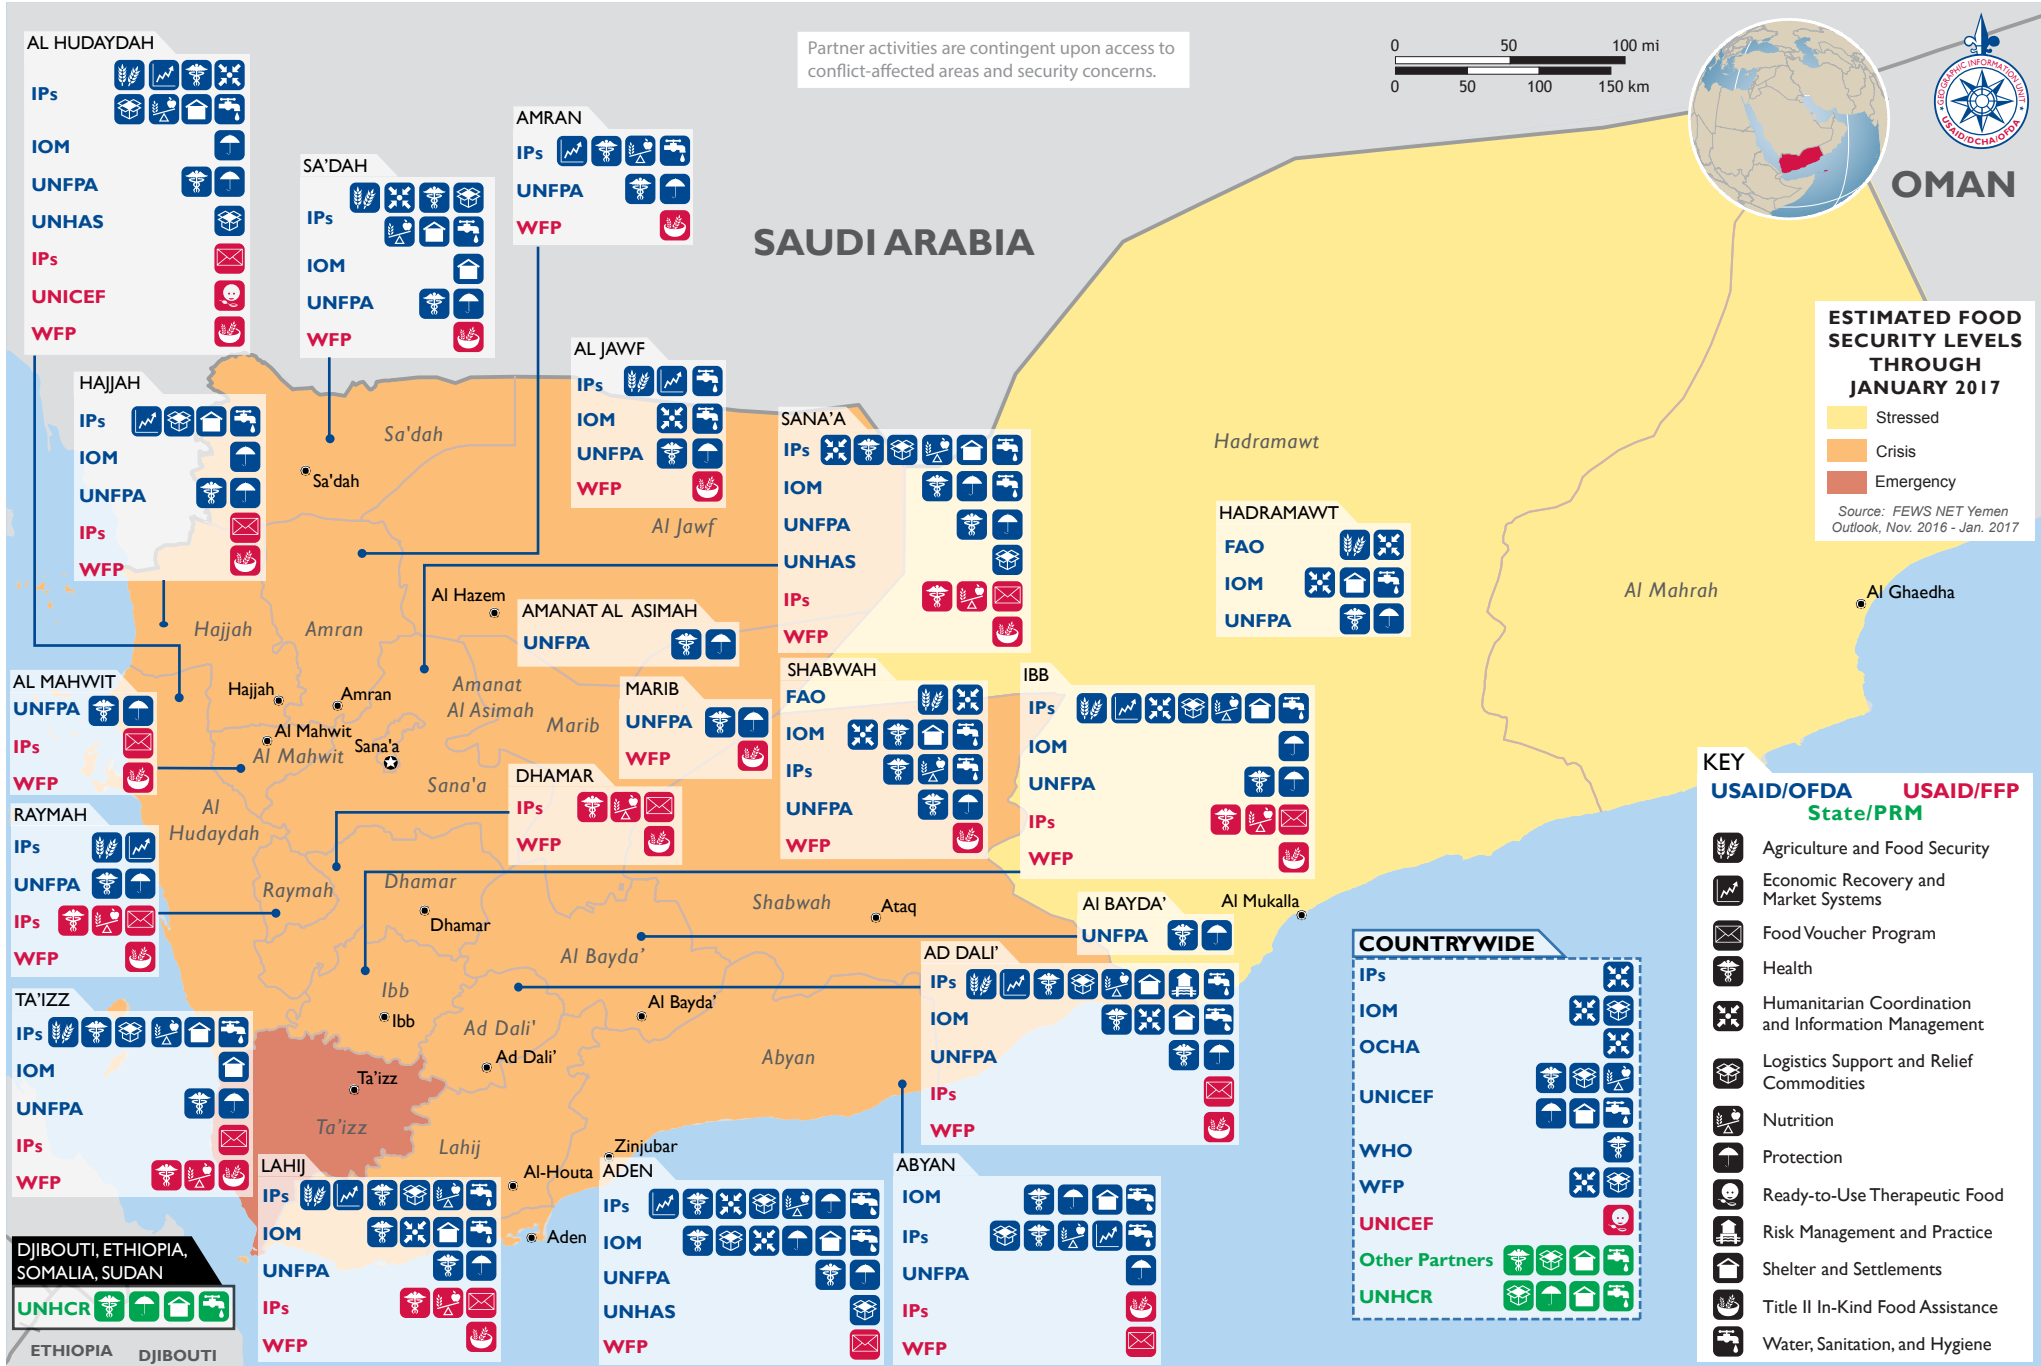 AL HUDAYDAH
IPs
IOM
UNFPA
UNHAS
IPs
UNICEF
WFP
SA'DAH
IPs
IOM
UNFPA
WFP
AMRAN
IPs
UNFPA
WFP
Partner activities are contingent upon access to
conflict-affected areas and security concerns.
0 50 100 mi
0 50 100 150 km
GEOGRAPHIC INFORMATION UNIT
USAID/DCHA/OFDA
OMAN
SAUDI ARABIA
ESTIMATED FOOD
SECURITY LEVELS
THROUGH
JANUARY 2017
Stressed
Crisis
Emergency
Source: FEWS NET Yemen
Outlook, Nov. 2016 - Jan. 2017
HAJJAH
IPs
IOM
UNFPA
IPs
WFP
AL JAWF
IPs
IOM
UNFPA
WFP
SANA'A
IPs
IOM
UNFPA
UNHAS
IPs
WFP
HADRAMAWT
FAO
IOM
UNFPA
AMANAT AL ASIMAH
UNFPA
AL MAHWIT
UNFPA
IPs
WFP
MARIB
UNFPA
WFP
SHABWAH
FAO
IOM
IPs
UNFPA
WFP
IBB
IPs
IOM
UNFPA
IPs
WFP
DHAMAR
IPs
WFP
RAYMAH
IPs
UNFPA
IPs
WFP
Al BAYDA'
UNFPA
AD DALI'
IPs
IOM
UNFPA
IPs
WFP
TA'IZZ
IPs
IOM
UNFPA
IPs
WFP
LAHIJ
IPs
IOM
UNFPA
IPs
WFP
ADEN
IPs
IOM
UNFPA
UNHAS
WFP
ABYAN
IOM
IPs
UNFPA
IPs
WFP
COUNTRYWIDE
IPs
IOM
OCHA
UNICEF
WHO
WFP
UNICEF
Other Partners
UNHCR
DJIBOUTI, ETHIOPIA,
SOMALIA, SUDAN
UNHCR
ETHIOPIA
DJIBOUTI
KEY
USAID/OFDA USAID/FFP
State/PRM
Agriculture and Food Security
Economic Recovery and
Market Systems
Food Voucher Program
Health
Humanitarian Coordination
and Information Management
Logistics Support and Relief
Commodities
Nutrition
Protection
Ready-to-Use Therapeutic Food
Risk Management and Practice
Shelter and Settlements
Title II In-Kind Food Assistance
Water, Sanitation, and Hygiene
Sa'dah
Sa'dah
Al Jawf
Hadramawt
Al Mahrah
Al Ghaedha
Al Hazem
Hajjah
Amran
Hajjah
Amran
Amanat
Al Asimah
Marib
Al Mahwit
Al Mahwit
Sana'a
Sana'a
Al
Hudaydah
Raymah
Dhamar
Dhamar
Shabwah
Ataq
Al Mukalla
Al Bayda'
Al Bayda'
Ibb
Ibb
Ad Dali'
Ad Dali'
Abyan
Ta'izz
Ta'izz
Lahij
Zinjubar
Al-Houta
Aden